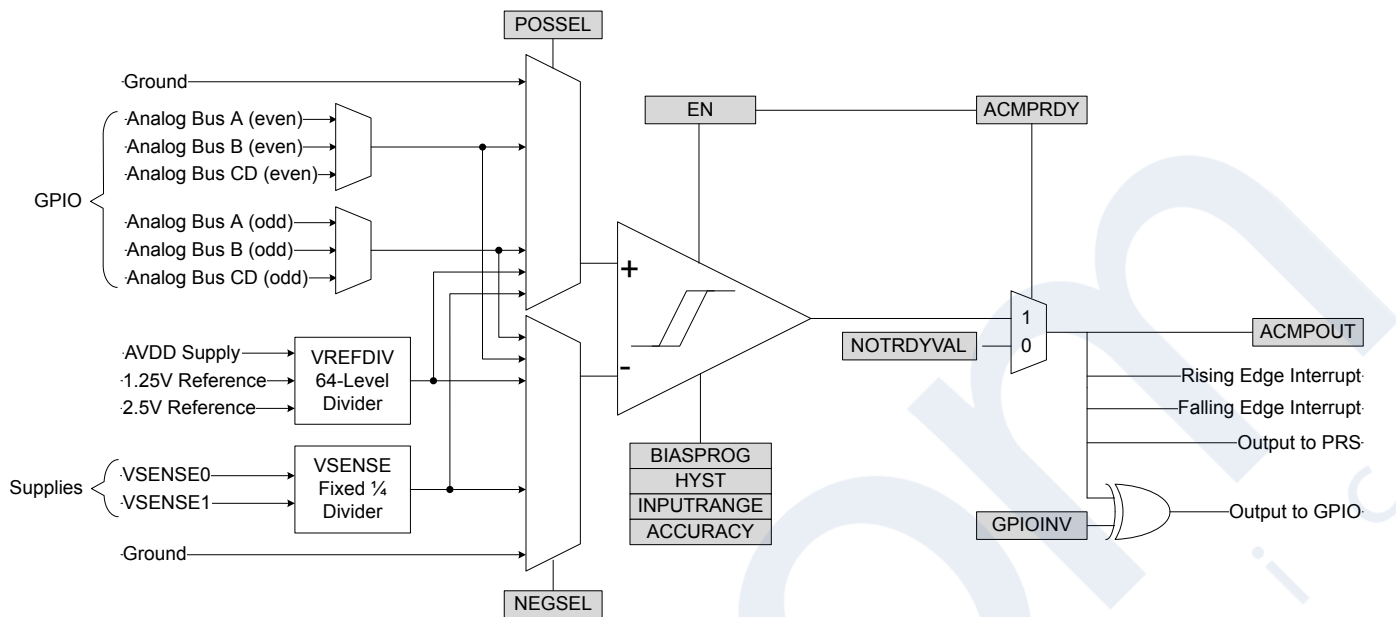 POSSEL
Ground
Analog Bus A (even)
Analog Bus B (even)
Analog Bus CD (even)
GPIO
Analog Bus A (odd)
Analog Bus B (odd)
Analog Bus CD (odd)
EN
ACMPRDY
+
-
AVDD Supply
1.25V Reference
2.5V Reference
VREFDIV
64-Level
Divider
Supplies
VSENSE0
VSENSE1
VSENSE
Fixed ¼
Divider
Ground
NEGSEL
BIASPROG
HYST
INPUTRANGE
ACCURACY
NOTRDYVAL
1
0
ACMPOUT
Rising Edge Interrupt
Falling Edge Interrupt
Output to PRS
GPIOINV
Output to GPIO